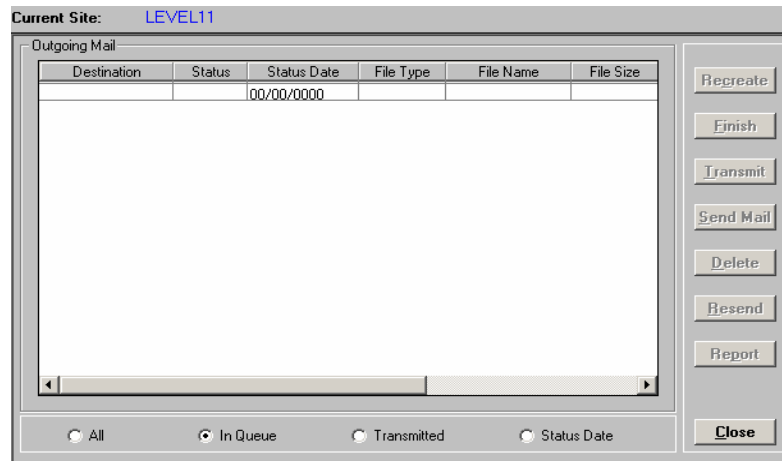 Current Site: LEVEL11
Outgoing Mail
Destination Status Status Date File Type File Name File Size
00/00/0000
Recreate
Finish
Transmit
Send Mail
Delete
Resend
Report
All In Queue Transmitted Status Date
Close